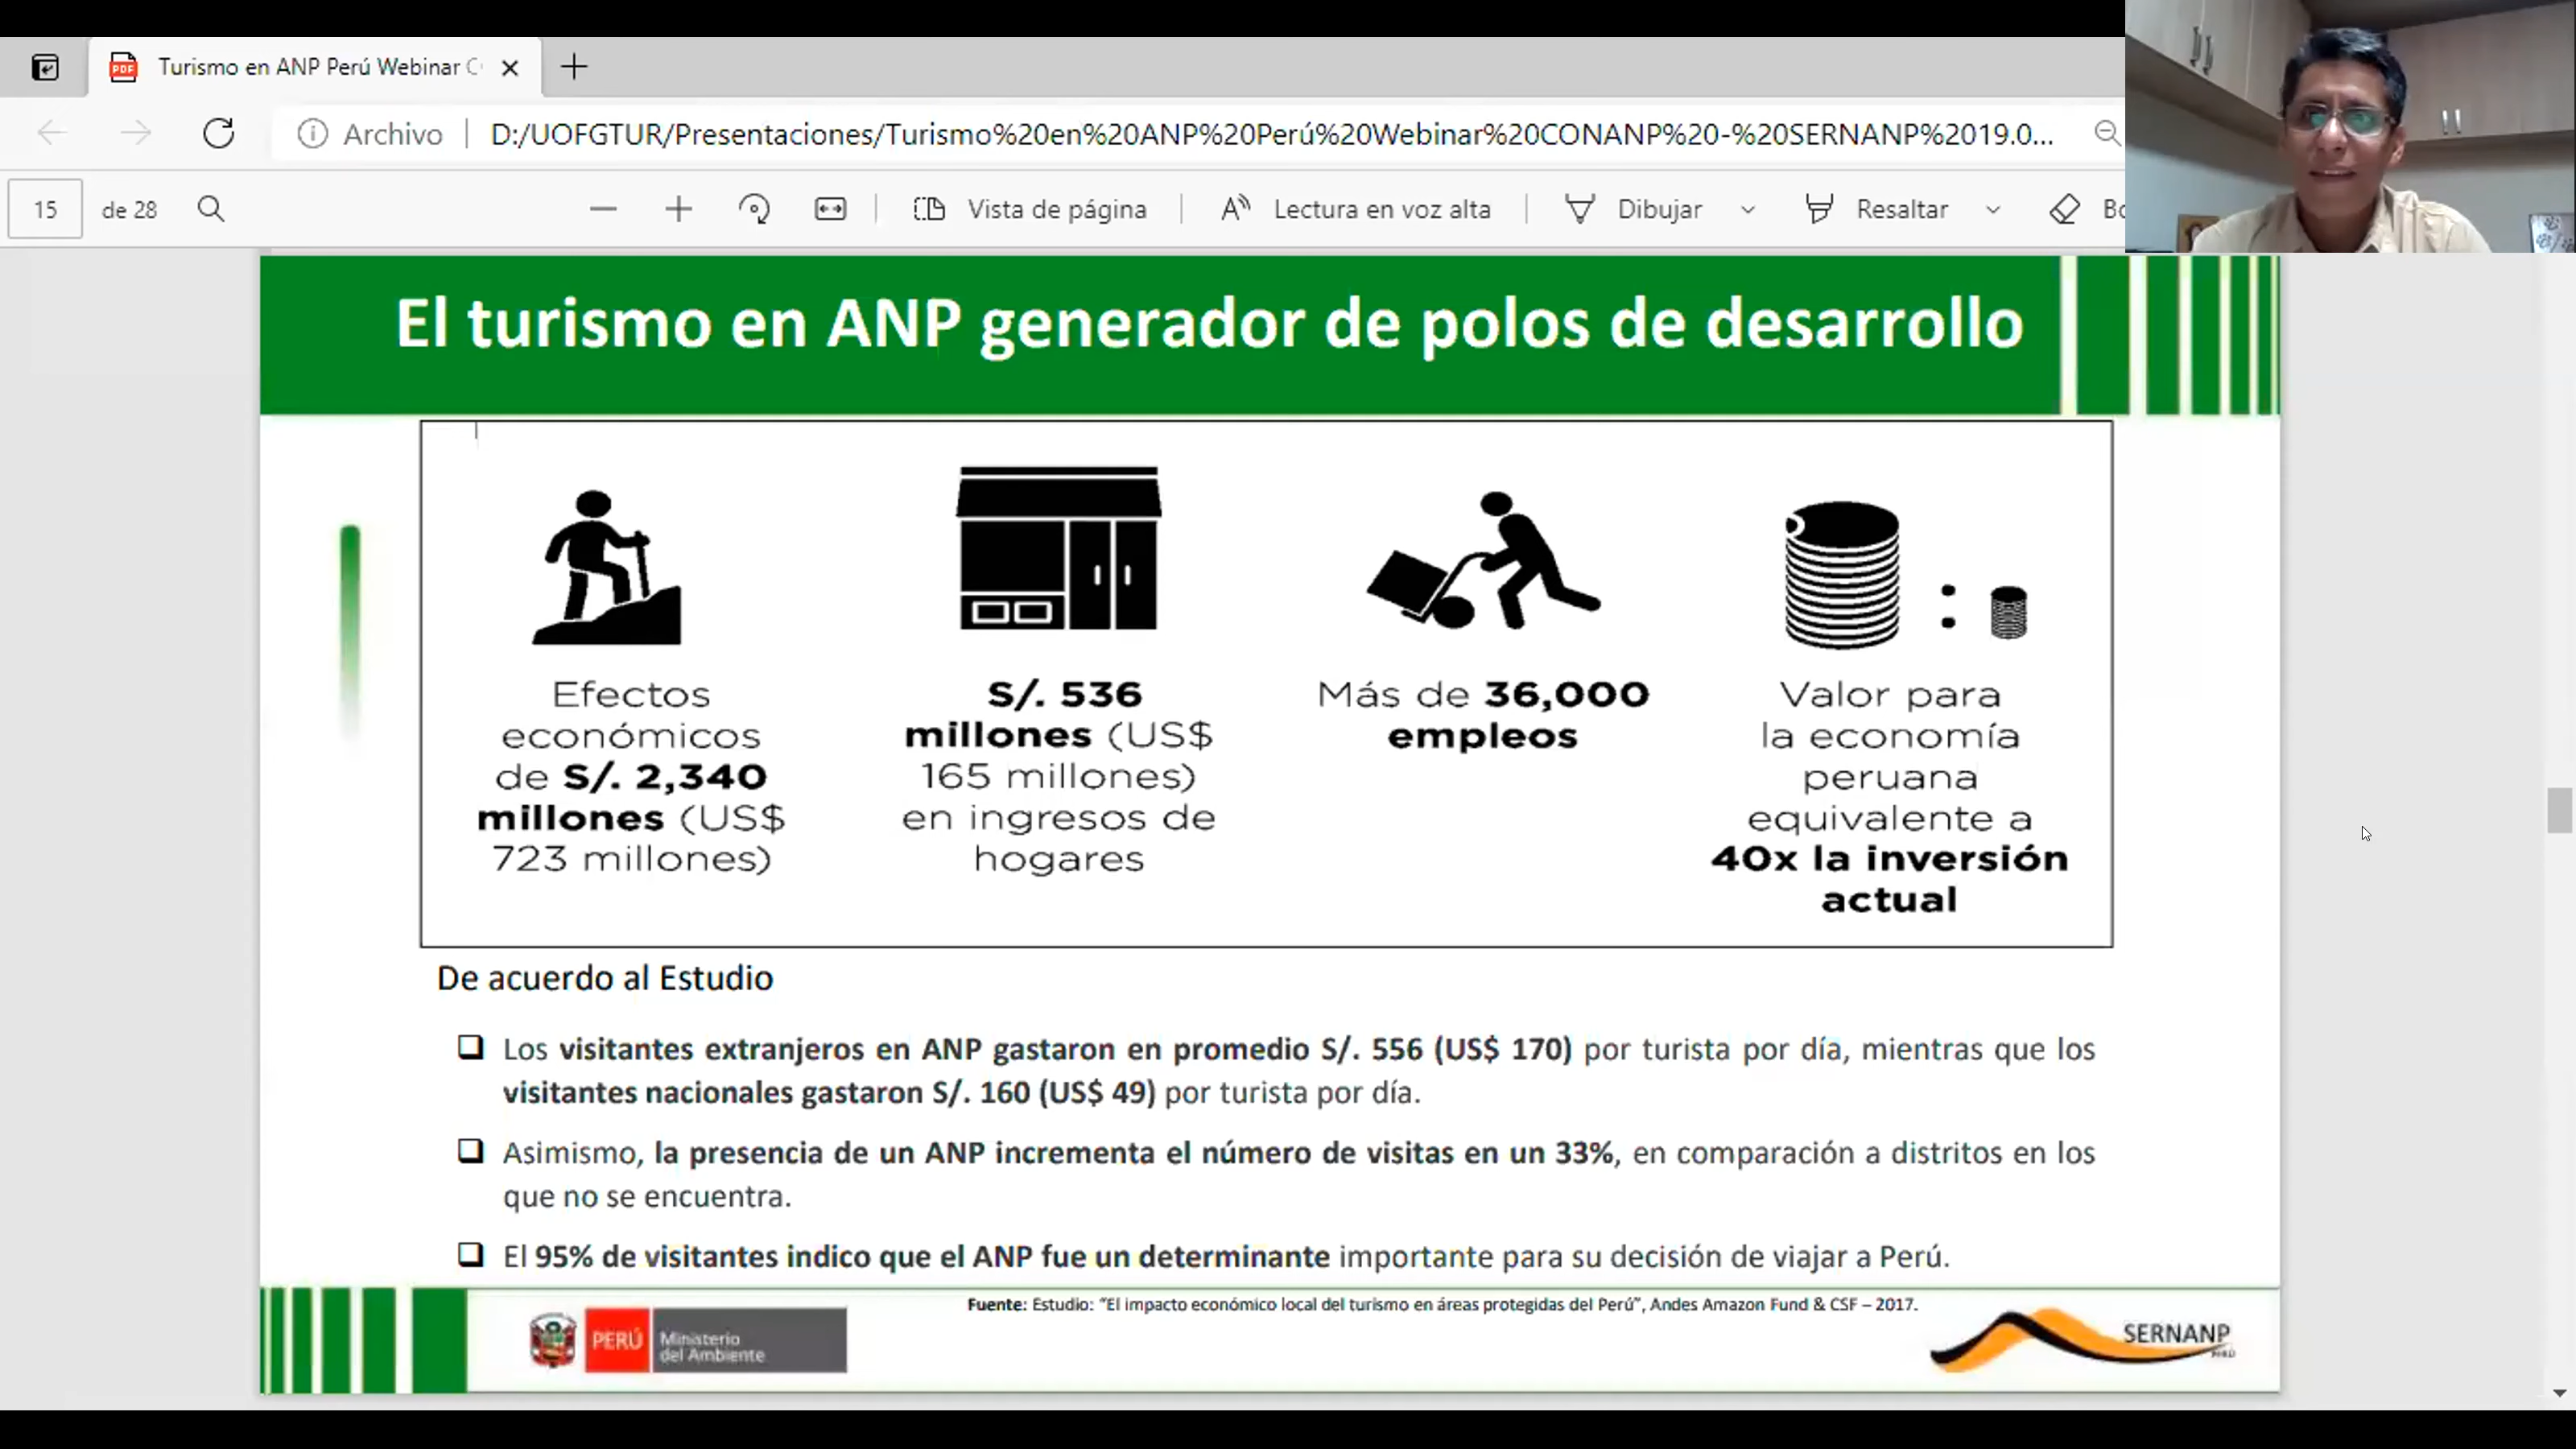 Turismo en ANP Perú Webinar
Archivo
D:/UOFGTUR/Presentaciones/Turismo%20en%20ANP%20Perú%20Webinar%20CONANP%20-%20SERNANP%2019.0...
15 de 28
Vista de página
Lectura en voz alta
Dibujar
Resaltar
El turismo en ANP generador de polos de desarrollo
Efectos
económicos
de S/. 2,340
millones (US$
723 millones)
S/. 536
millones (US$
165 millones)
en ingresos de
hogares
Más de 36,000
empleos
Valor para
la economía
peruana
equivalente a
40x la inversión
actual
De acuerdo al Estudio
Los visitantes extranjeros en ANP gastaron en promedio S/. 556 (US$ 170) por turista por día, mientras que los
visitantes nacionales gastaron S/. 160 (US$ 49) por turista por día.
Asimismo, la presencia de un ANP incrementa el número de visitas en un 33%, en comparación a distritos en los
que no se encuentra.
El 95% de visitantes indico que el ANP fue un determinante importante para su decisión de viajar a Perú.
Fuente: Estudio: “El impacto económico local del turismo en áreas protegidas del Perú”, Andes Amazon Fund & CSF – 2017.
PERÚ
Ministerio
del Ambiente
SERNANP
PERÚ